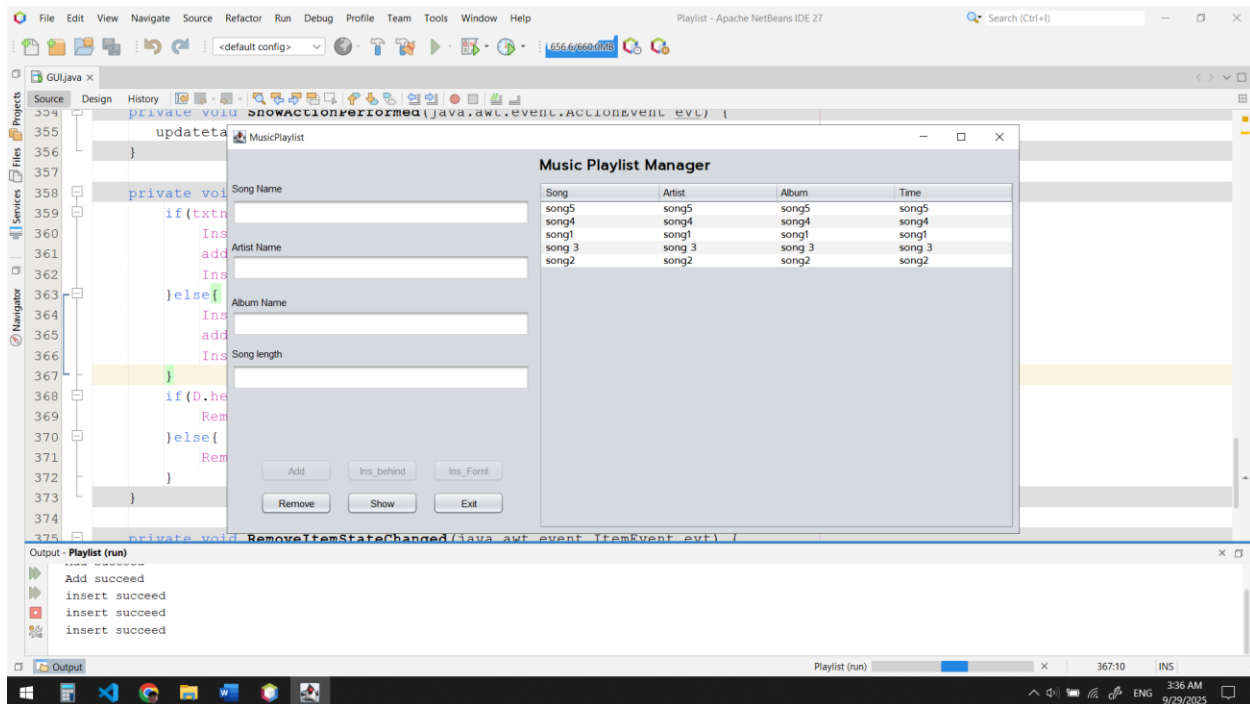 File Edit View Navigate Source Refactor Run Debug Profile Team Tools Window Help
Playlist - Apache NetBeans IDE 27
Search (Ctrl+I)
<default config>
656.6/660.0MB
GUI.java ×
Source Design History
Projects
Files
Services
Navigator
354 private void ShowActionPerformed(java.awt.event.ActionEvent evt) {
355 updateta
356 }
357
358 private voi
359 if(txtn
360 Ins
361 add
362 Ins
363 }else{
364 Ins
365 add
366 Ins
367 }
368 if(D.he
369 Rem
370 }else{
371 Rem
372 }
373 }
374
375 private void RemoveItemStateChanged(java.awt.event.ItemEvent evt) {
MusicPlaylist
Music Playlist Manager
Song Name
Artist Name
Album Name
Song length
Add Ins_behind Ins_Fornt
Remove Show Exit
Song Artist Album Time
song5 song5 song5 song5
song4 song4 song4 song4
song1 song1 song1 song1
song 3 song 3 song 3 song 3
song2 song2 song2 song2
Output - Playlist (run)
Add succeed
Add succeed
insert succeed
insert succeed
insert succeed
Output
Playlist (run)
367:10 INS
ENG
3:36 AM
9/29/2025